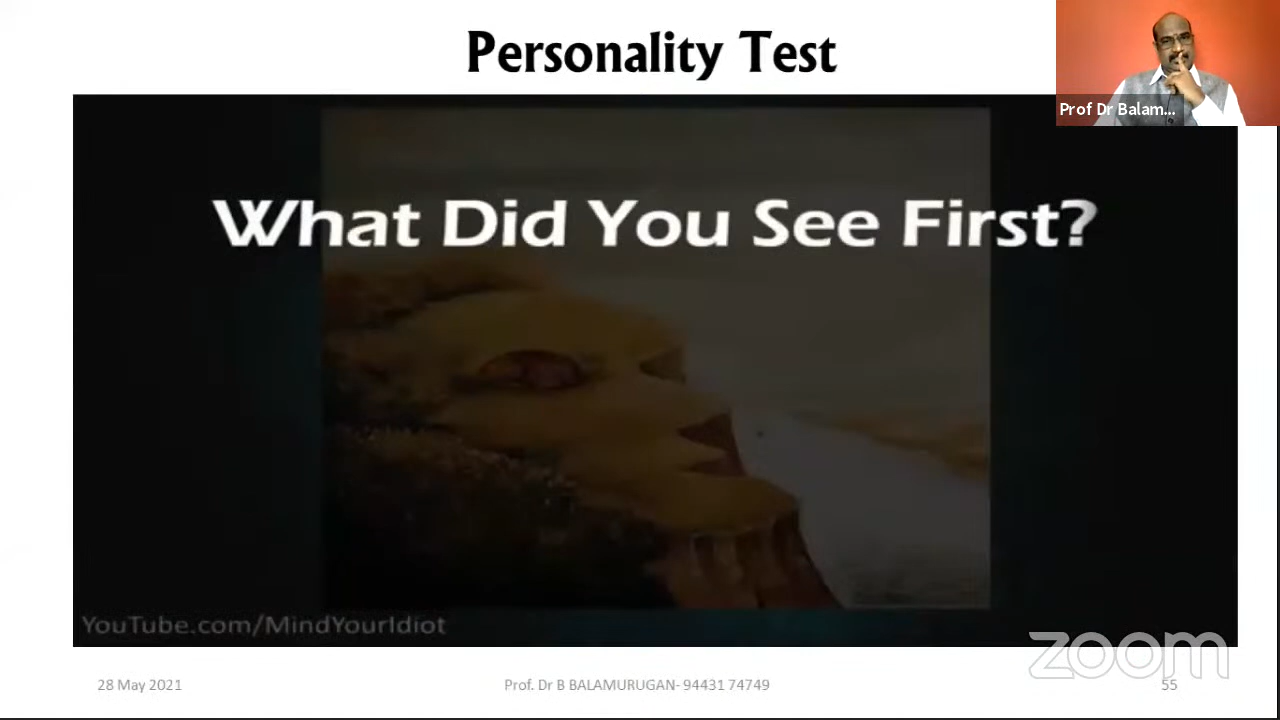 Personality Test
Prof Dr Balam...
What Did You See First?
YouTube.com/MindYourIdiot
zoom
28 May 2021
Prof. Dr B BALAMURUGAN- 94431 74749
55